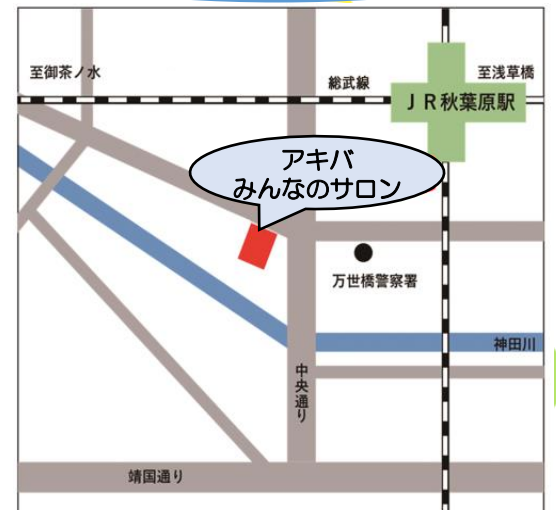 至御茶ノ水
総武線
至浅草橋
JR秋葉原駅
アキバ
みんなのサロン
万世橋警察署
神田川
中央通り
靖国通り